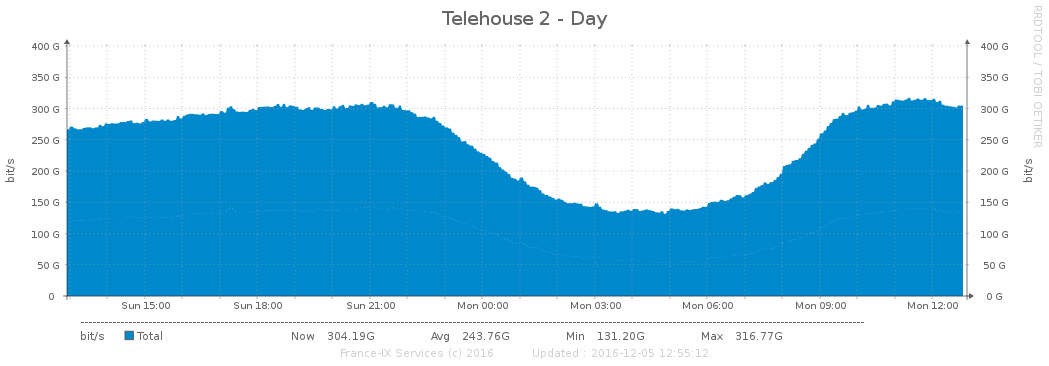 Telehouse 2 - Day
RRDTOOL / TOBI OETIKER
400 G 400 G
350 G 350 G
300 G 300 G
250 G 250 G
200 G 200 G
150 G 150 G
100 G 100 G
50 G 50 G
0 0 G
bit/s bit/s
Sun 15:00 Sun 18:00 Sun 21:00 Mon 00:00 Mon 03:00 Mon 06:00 Mon 09:00 Mon 12:00
bit/s Total Now 304.19G Avg 243.76G Min 131.20G Max 316.77G
France-IX Services (c) 2016 Updated : 2016-12-05 12:55:12